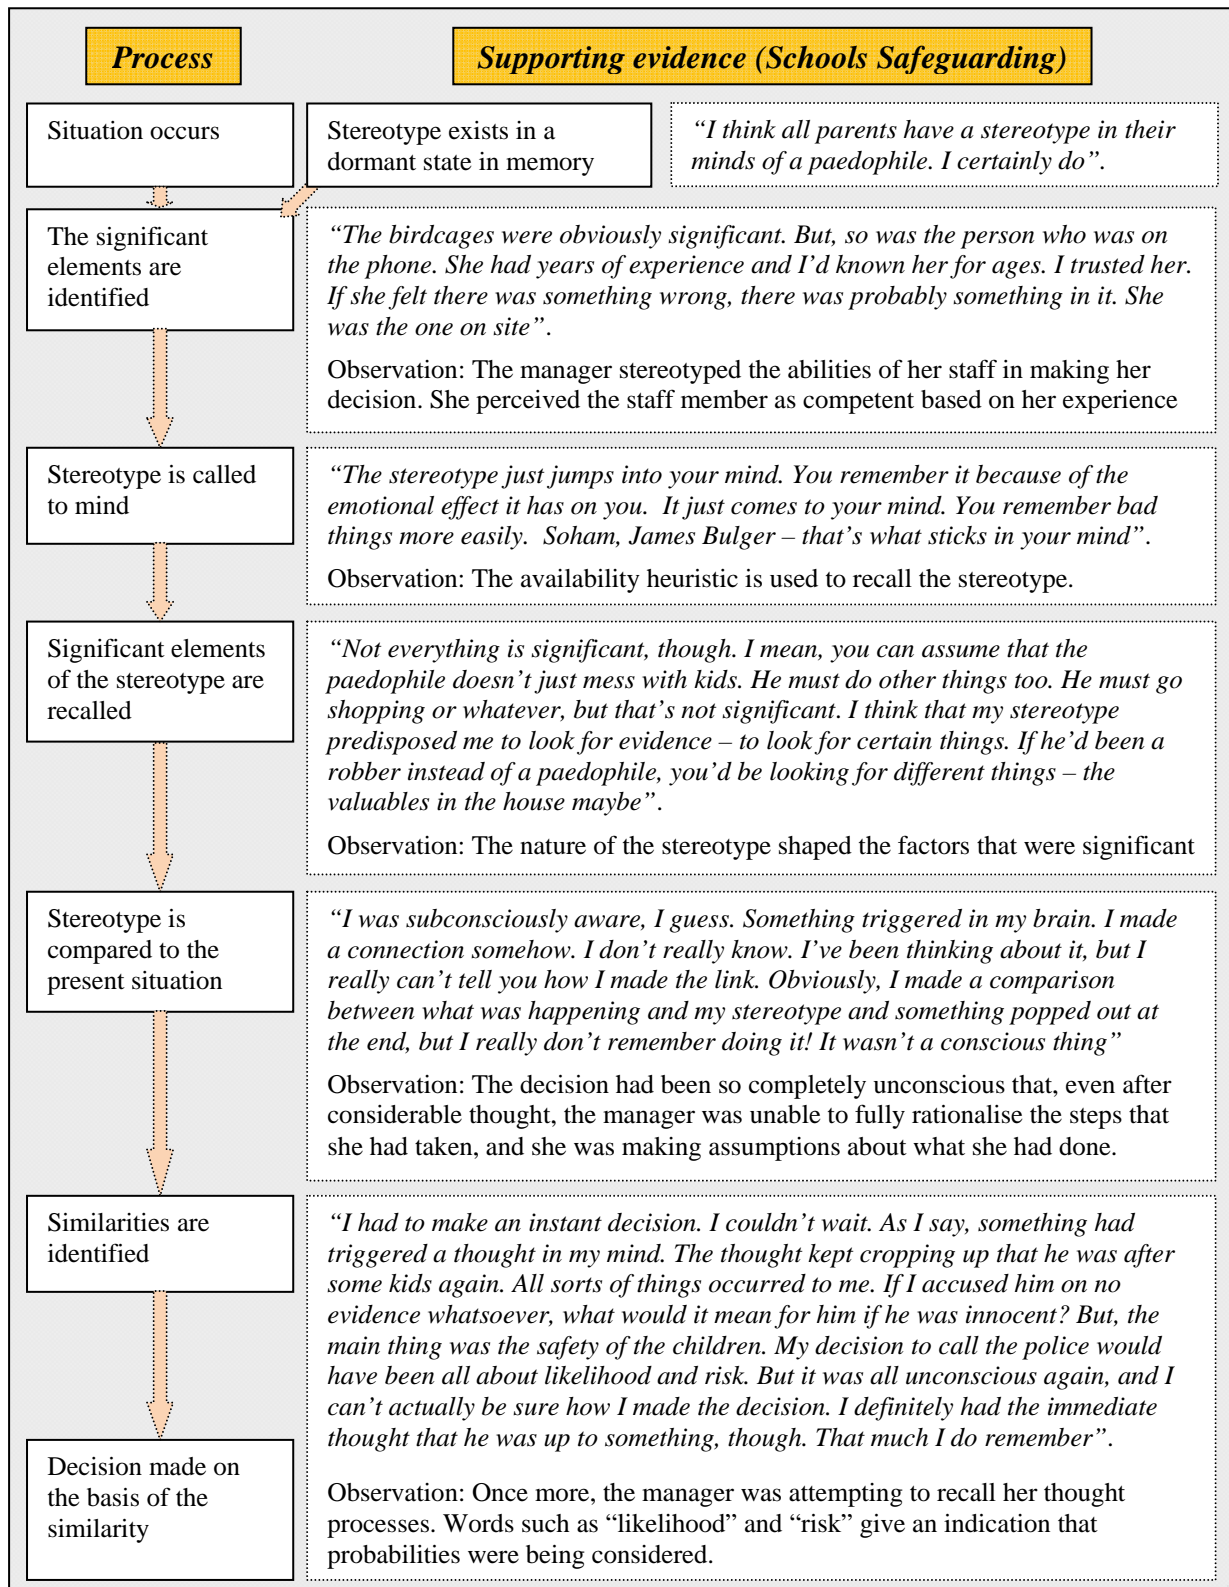 Process
Supporting evidence (Schools Safeguarding)
Situation occurs
Stereotype exists in a
dormant state in memory
“I think all parents have a stereotype in their
minds of a paedophile. I certainly do”.
The significant
elements are
identified
“The birdcages were obviously significant. But, so was the person who was on
the phone. She had years of experience and I’d known her for ages. I trusted her.
If she felt there was something wrong, there was probably something in it. She
was the one on site”.
Observation: The manager stereotyped the abilities of her staff in making her
decision. She perceived the staff member as competent based on her experience
Stereotype is called
to mind
“The stereotype just jumps into your mind. You remember it because of the
emotional effect it has on you.  It just comes to your mind. You remember bad
things more easily.  Soham, James Bulger – that’s what sticks in your mind”.
Observation: The availability heuristic is used to recall the stereotype.
Significant elements
of the stereotype are
recalled
“Not everything is significant, though. I mean, you can assume that the
paedophile doesn’t just mess with kids. He must do other things too. He must go
shopping or whatever, but that’s not significant. I think that my stereotype
predisposed me to look for evidence – to look for certain things. If he’d been a
robber instead of a paedophile, you’d be looking for different things – the
valuables in the house maybe”.
Observation: The nature of the stereotype shaped the factors that were significant
Stereotype is
compared to the
present situation
“I was subconsciously aware, I guess. Something triggered in my brain. I made
a connection somehow. I don’t really know. I’ve been thinking about it, but I
really can’t tell you how I made the link. Obviously, I made a comparison
between what was happening and my stereotype and something popped out at
the end, but I really don’t remember doing it! It wasn’t a conscious thing”
Observation: The decision had been so completely unconscious that, even after
considerable thought, the manager was unable to fully rationalise the steps that
she had taken, and she was making assumptions about what she had done.
Similarities are
identified
“I had to make an instant decision. I couldn’t wait. As I say, something had
triggered a thought in my mind. The thought kept cropping up that he was after
some kids again. All sorts of things occurred to me. If I accused him on no
evidence whatsoever, what would it mean for him if he was innocent? But, the
main thing was the safety of the children. My decision to call the police would
have been all about likelihood and risk. But it was all unconscious again, and I
can’t actually be sure how I made the decision. I definitely had the immediate
thought that he was up to something, though. That much I do remember”.
Decision made on
the basis of the
similarity
Observation: Once more, the manager was attempting to recall her thought
processes. Words such as “likelihood” and “risk” give an indication that
probabilities were being considered.